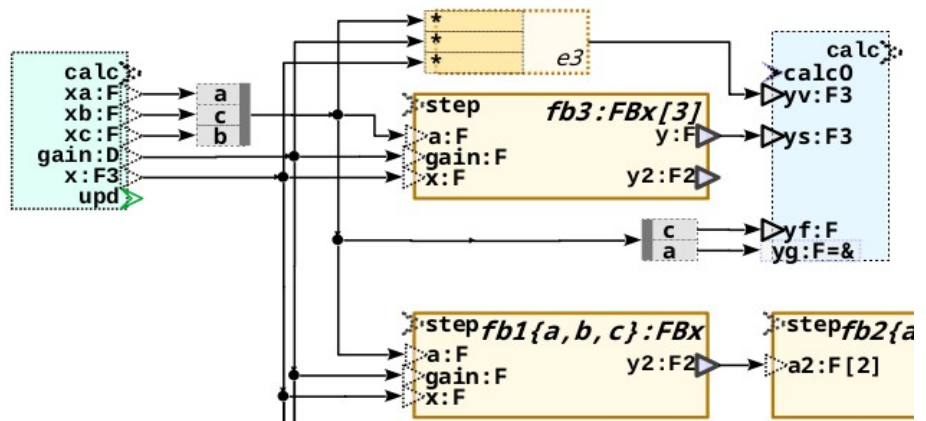 calc
xa:F
xb:F
xc:F
gain:D
x:F3
upd
a
c
b
*
*
*
e3
step
fb3:FBx[3]
a:F
y:F
gain:F
x:F
y2:F2
calc
calcO
yv:F3
ys:F3
yf:F
yg:F=&
c
a
step
fb1{a,b,c}:FBx
a:F
y2:F2
gain:F
x:F
step
fb2{a
a2:F[2]